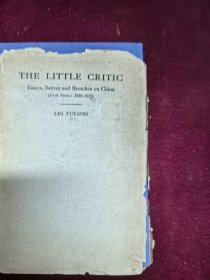 THE LITTLE CRITIC
Essays, Satires and Sketches on China
(First Series: 1930-1932)
LIN YUTANG